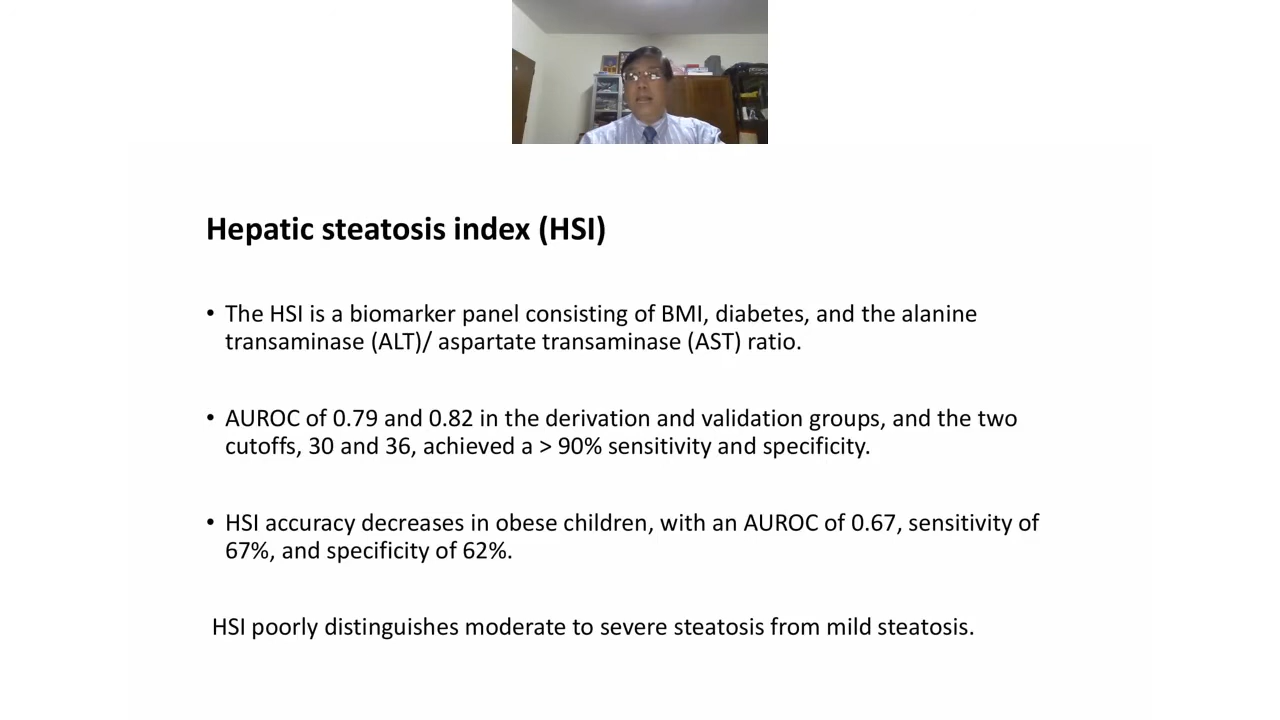 Hepatic steatosis index (HSI)
• The HSI is a biomarker panel consisting of BMI, diabetes, and the alanine
transaminase (ALT)/ aspartate transaminase (AST) ratio.
• AUROC of 0.79 and 0.82 in the derivation and validation groups, and the two
cutoffs, 30 and 36, achieved a > 90% sensitivity and specificity.
• HSI accuracy decreases in obese children, with an AUROC of 0.67, sensitivity of
67%, and specificity of 62%.
HSI poorly distinguishes moderate to severe steatosis from mild steatosis.